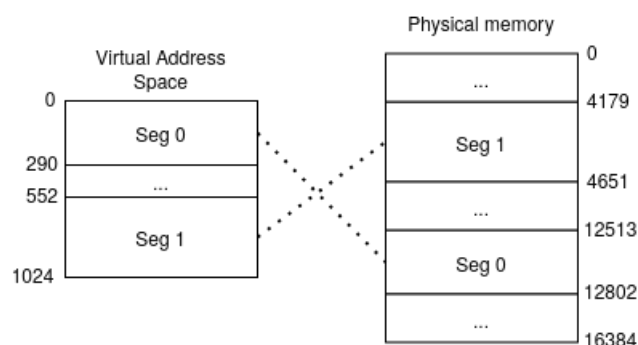 Virtual Address
Space
0
Seg 0
290
...
552
Seg 1
1024
Physical memory
0
...
4179
Seg 1
4651
...
12513
Seg 0
12802
...
16384